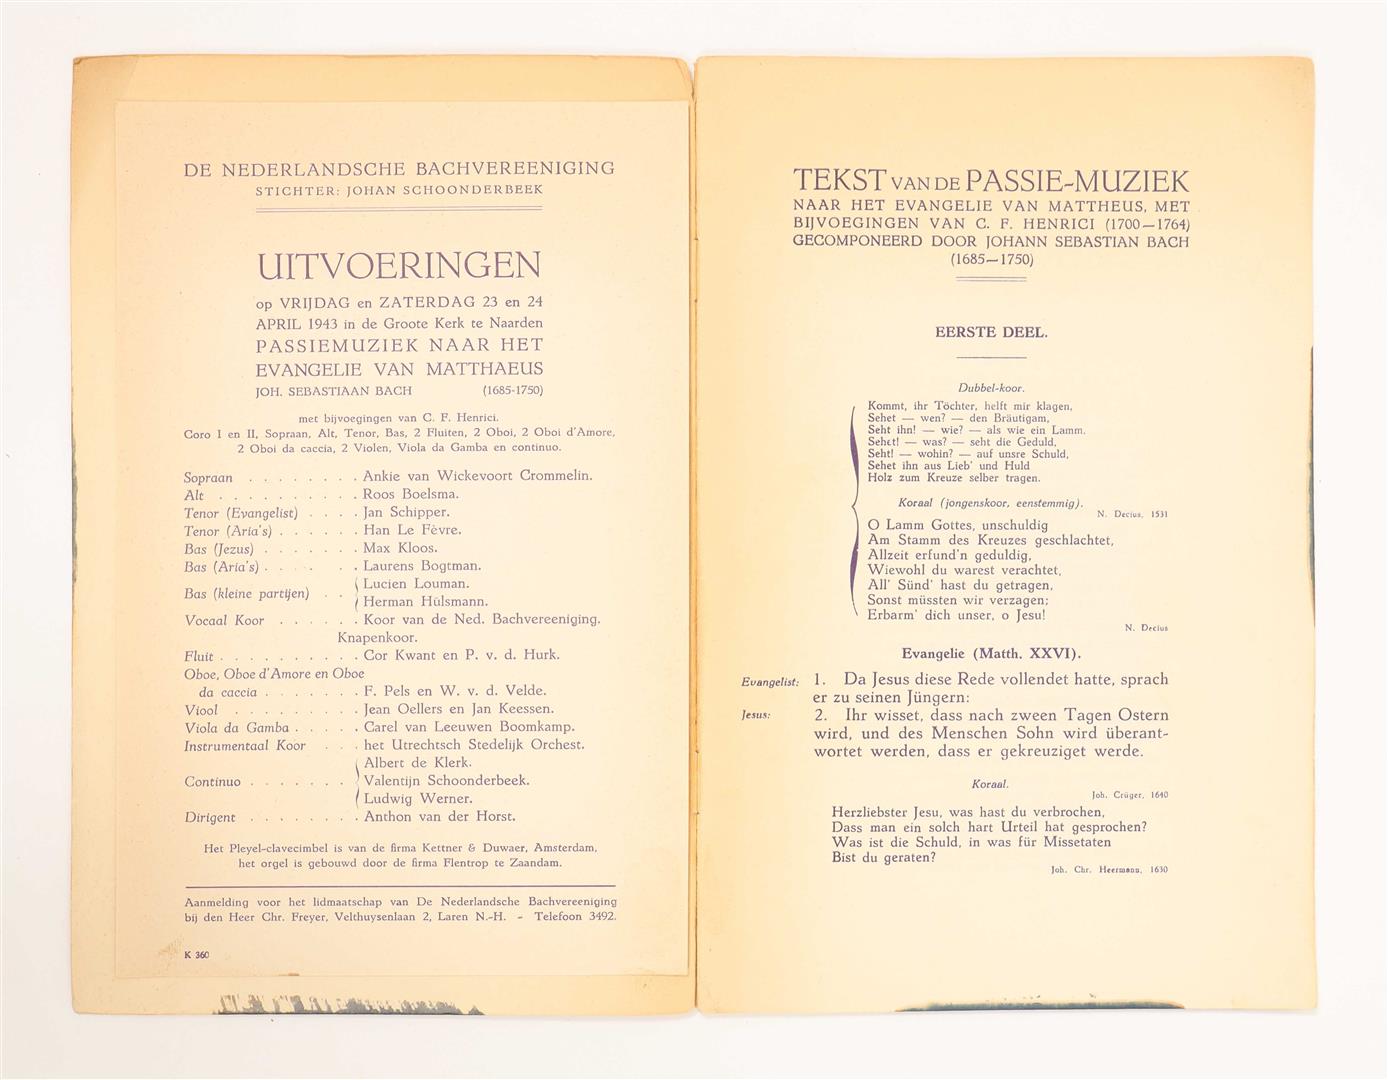 DE NEDERLANDSCHE BACHVEREENIGING
STICHTER: JOHAN SCHOONDERBEEK
UITVOERINGEN
op VRIJDAG en ZATERDAG 23 en 24
APRIL 1943 in de Groote Kerk te Naarden
PASSIEMUZIEK NAAR HET
EVANGELIE VAN MATTHAEUS
JOH. SEBASTIAAN BACH (1685-1750)
met bijvoegingen van C. F. Henrici.
Coro I en II, Sopraan, Alt, Tenor, Bas, 2 Fluiten, 2 Oboi, 2 Oboi d'Amore,
2 Oboi da caccia, 2 Violen, Viola da Gamba en continuo.
Sopraan . . . . . . . . Ankie van Wickevoort Crommelin.
Alt . . . . . . . . . . Roos Boelsma.
Tenor (Evangelist) . . . . Jan Schipper.
Tenor (Aria's) . . . . . . Han Le Fèvre.
Bas (Jezus) . . . . . . . Max Kloos.
Bas (Aria's) . . . . . . Laurens Bogtman.
Bas (kleine partijen) . . Lucien Louman.
Herman Hülsmann.
Vocaal Koor . . . . . . Koor van de Ned. Bachvereeniging.
Knapenkoor.
Fluit . . . . . . . . . . Cor Kwant en P. v. d. Hurk.
Oboe, Oboe d'Amore en Oboe
da caccia . . . . . . . F. Pels en W. v. d. Velde.
Viool . . . . . . . . . Jean Oellers en Jan Keessen.
Viola da Gamba . . . . . Carel van Leeuwen Boomkamp.
Instrumentaal Koor . . . het Utrechtsch Stedelijk Orchest.
Albert de Klerk.
Continuo . . . . . . . Valentijn Schoonderbeek.
Ludwig Werner.
Dirigent . . . . . . . . Anthon van der Horst.
Het Pleyel-clavecimbel is van de firma Kettner & Duwaer, Amsterdam,
het orgel is gebouwd door de firma Flentrop te Zaandam.
Aanmelding voor het lidmaatschap van De Nederlandsche Bachvereeniging
bij den Heer Chr. Freyer, Velthuysenlaan 2, Laren N.-H. - Telefoon 3492.
K 360
TEKST VAN DE PASSIE-MUZIEK
NAAR HET EVANGELIE VAN MATTHEUS, MET
BIJVOEGINGEN VAN C. F. HENRICI (1700—1764)
GECOMPONEERD DOOR JOHANN SEBASTIAN BACH
(1685—1750)
EERSTE DEEL.
Dubbel-koor.
Kommt, ihr Töchter, helft mir klagen,
Sehet — wen? — den Bräutigam,
Seht ihn! — wie? — als wie ein Lamm.
Sehet! — was? — seht die Geduld,
Seht! — wohin? — auf unsre Schuld,
Sehet ihn aus Lieb' und Huld
Holz zum Kreuze selber tragen.
Koraal (jongenskoor, eenstemmig).
N. Decius, 1531
O Lamm Gottes, unschuldig
Am Stamm des Kreuzes geschlachtet,
Allzeit erfund'n geduldig,
Wiewohl du warest verachtet,
All' Sünd' hast du getragen,
Sonst müssten wir verzagen;
Erbarm' dich unser, o Jesu!
N. Decius
Evangelie (Matth. XXVI).
Evangelist: 1. Da Jesus diese Rede vollendet hatte, sprach
er zu seinen Jüngern:
Jesus: 2. Ihr wisset, dass nach zween Tagen Ostern
wird, und des Menschen Sohn wird überant-
wortet werden, dass er gekreuziget werde.
Koraal.
Joh. Crüger, 1640
Herzliebster Jesu, was hast du verbrochen,
Dass man ein solch hart Urteil hat gesprochen?
Was ist die Schuld, in was für Missetaten
Bist du geraten?
Joh. Chr. Heermann, 1630